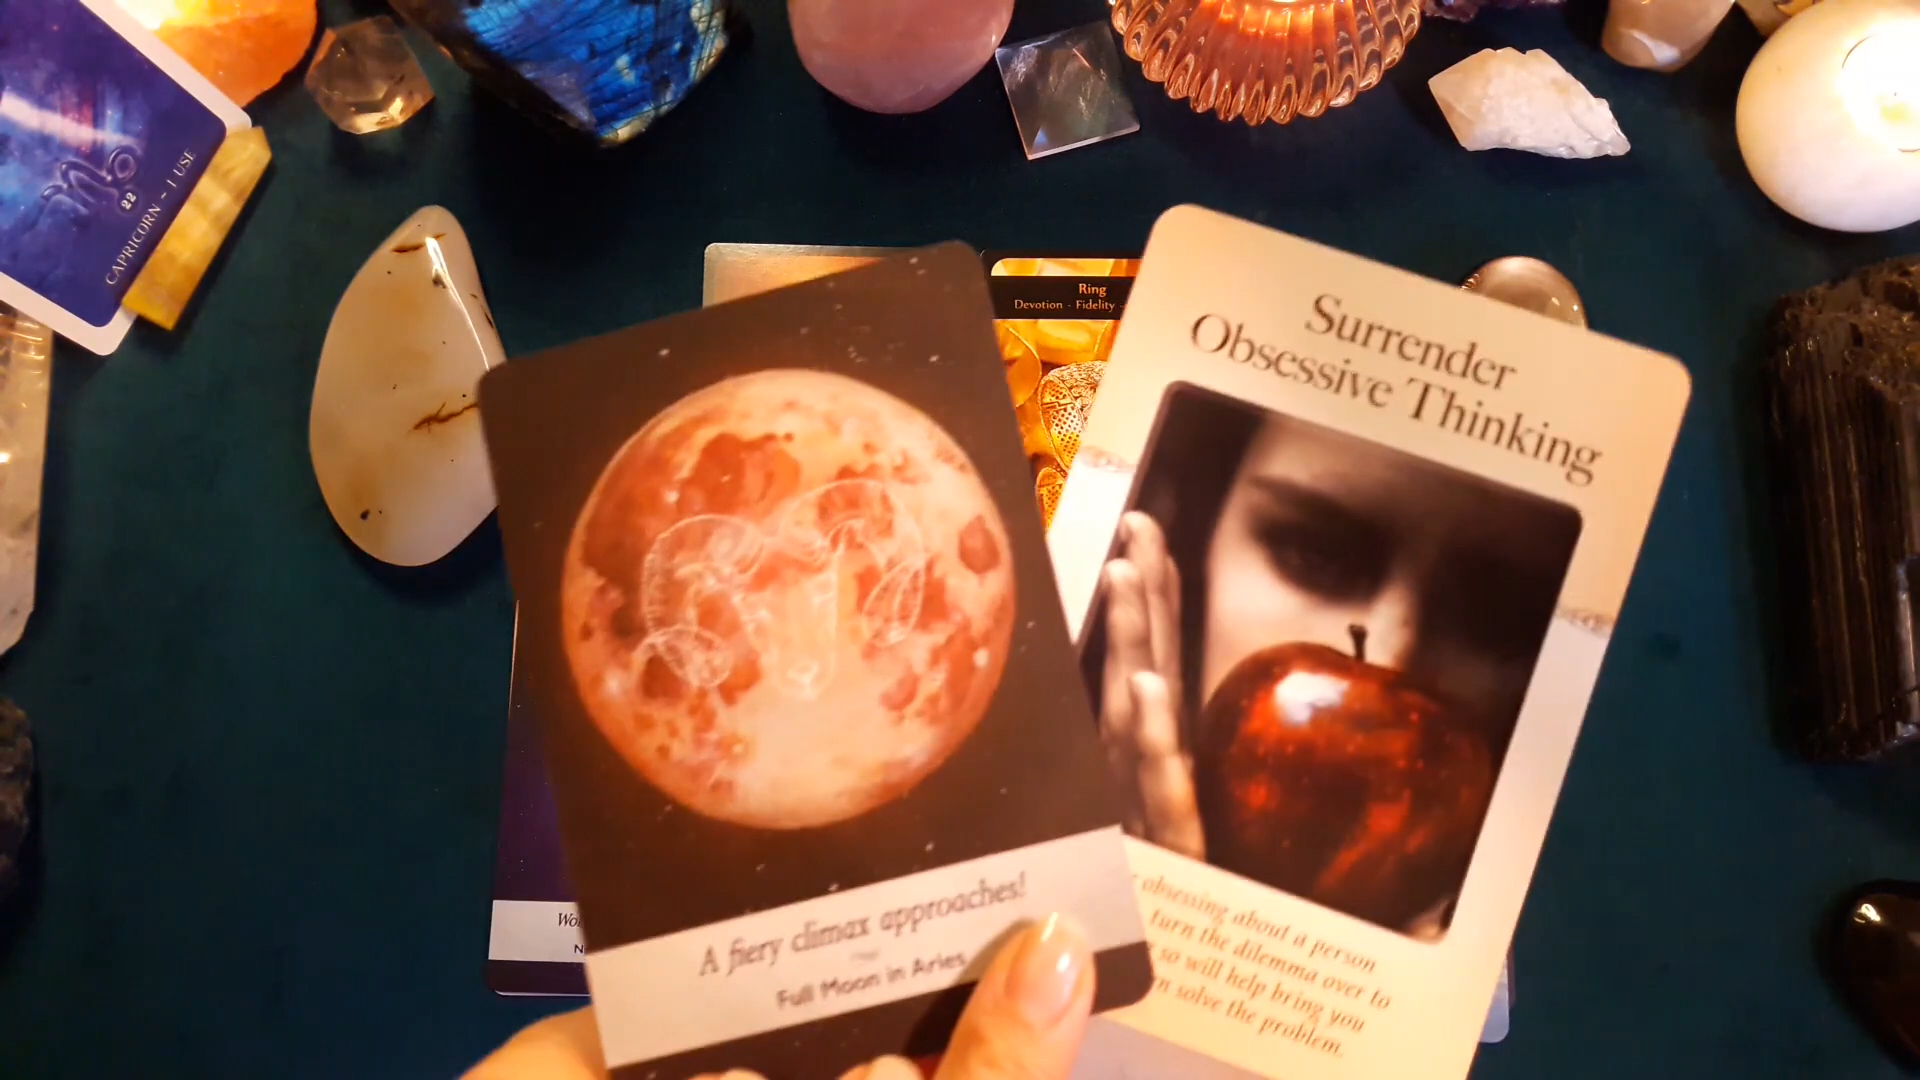 22
CAPRICORN ~ I USE
Ring
Devotion - Fidelity -
Surrender
Obsessive Thinking
obsessing about a person
turn the dilemma over to
so will help bring you
solve the problem.
A fiery climax approaches!
Full Moon in Aries